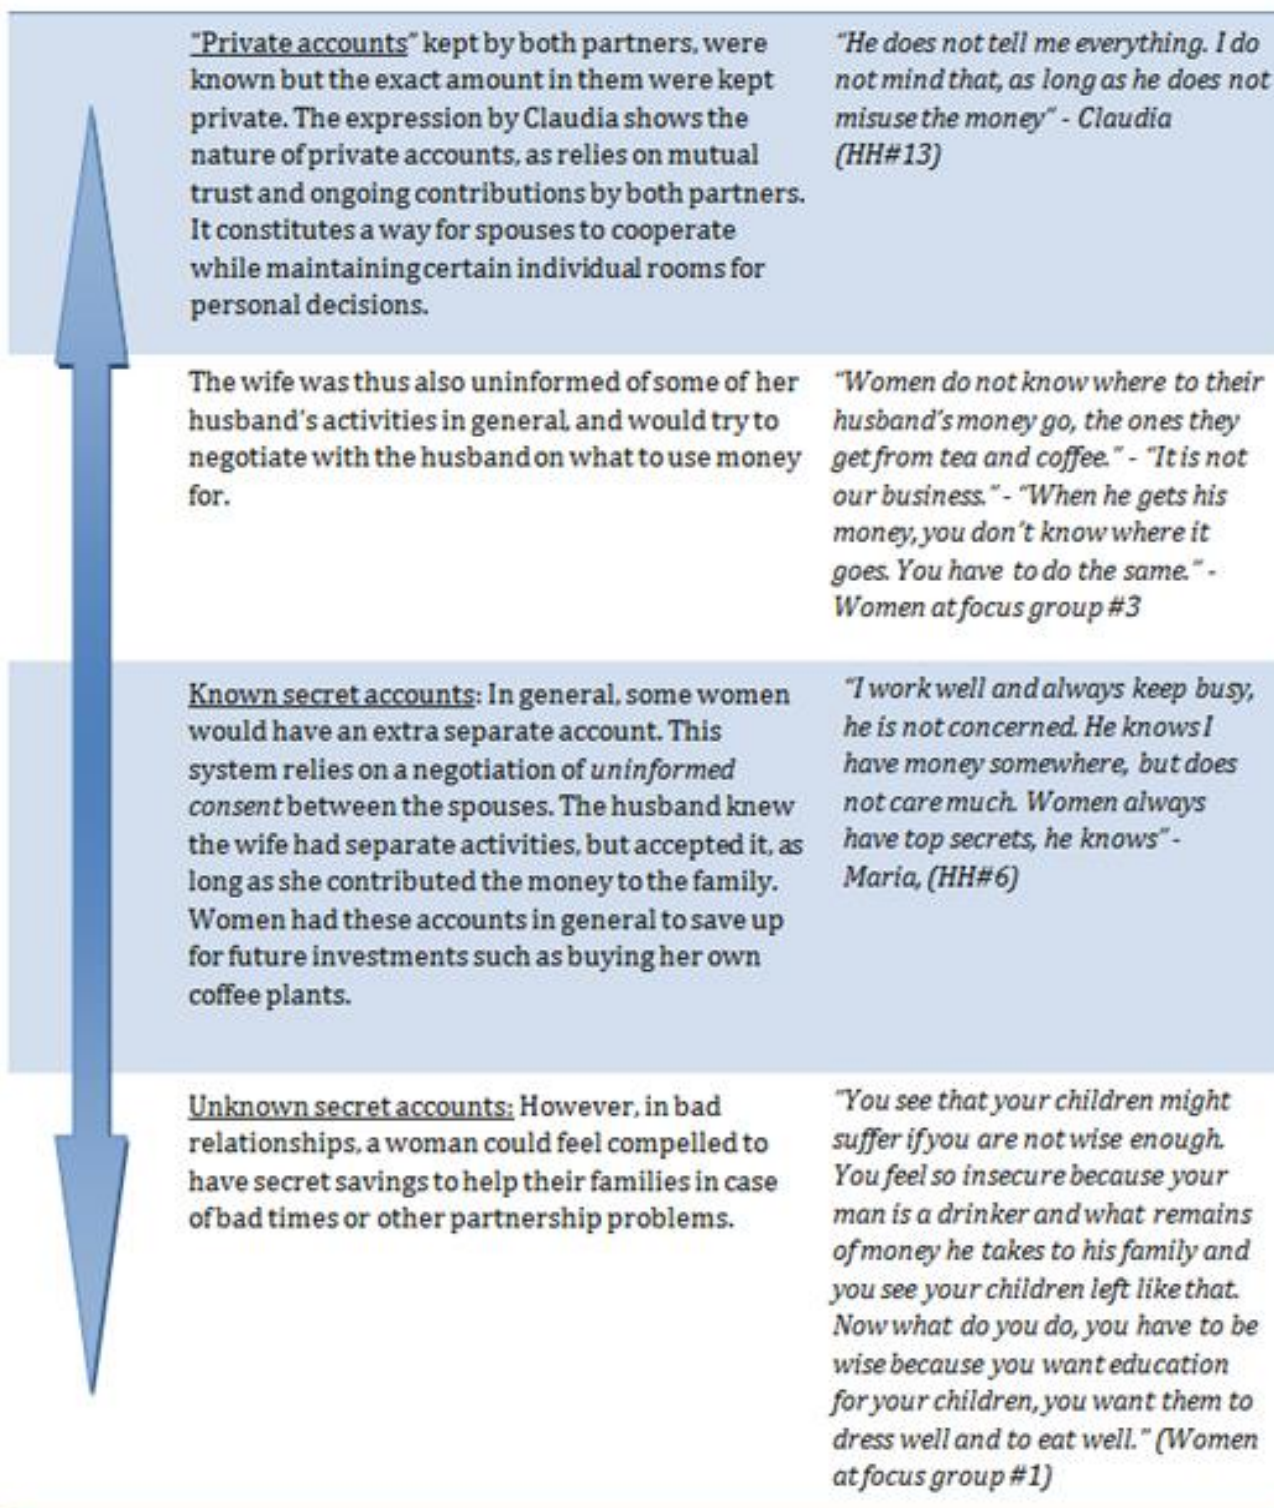 "Private accounts" kept by both partners, were
known but the exact amount in them were kept
private. The expression by Claudia shows the
nature of private accounts, as relies on mutual
trust and ongoing contributions by both partners.
It constitutes a way for spouses to cooperate
while maintaining certain individual rooms for
personal decisions.
"He does not tell me everything. I do
not mind that, as long as he does not
misuse the money" - Claudia
(HH#13)
The wife was thus also uninformed of some of her
husband's activities in general, and would try to
negotiate with the husband on what to use money
for.
"Women do not know where to their
husband's money go, the ones they
get from tea and coffee." - "It is not
our business." - "When he gets his
money, you don't know where it
goes. You have to do the same." -
Women at focus group #3
Known secret accounts: In general, some women
would have an extra separate account. This
system relies on a negotiation of uninformed
consent between the spouses. The husband knew
the wife had separate activities, but accepted it, as
long as she contributed the money to the family.
Women had these accounts in general to save up
for future investments such as buying her own
coffee plants.
"I work well and always keep busy,
he is not concerned. He knows I
have money somewhere, but does
not care much. Women always
have top secrets, he knows" -
Maria, (HH#6)
Unknown secret accounts: However, in bad
relationships, a woman could feel compelled to
have secret savings to help their families in case
of bad times or other partnership problems.
"You see that your children might
suffer if you are not wise enough.
You feel so insecure because your
man is a drinker and what remains
of money he takes to his family and
you see your children left like that.
Now what do you do, you have to be
wise because you want education
for your children, you want them to
dress well and to eat well." (Women
at focus group #1)